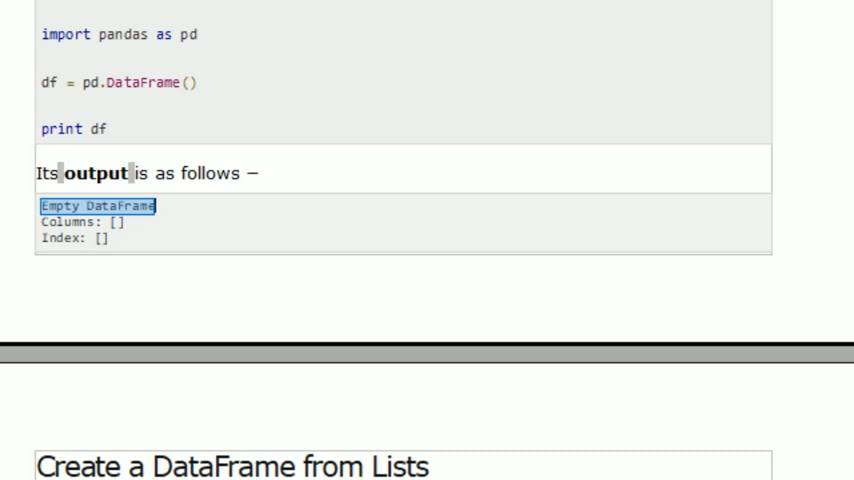 import pandas as pd
df = pd.DataFrame()
print df
Its output is as follows −
Empty DataFrame
Columns: []
Index: []
Create a DataFrame from Lists